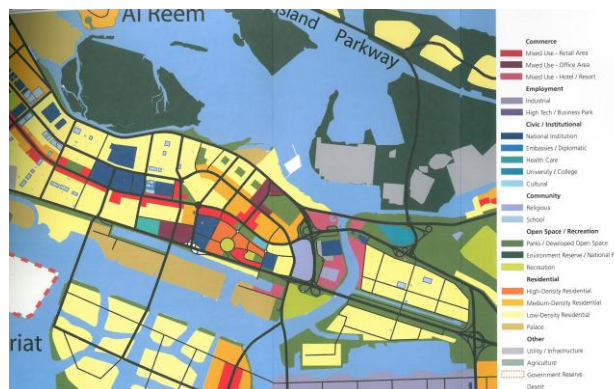 Al Reem
Island Parkway
riat
Commerce
Mixed Use - Retail Area
Mixed Use - Office Area
Mixed Use - Hotel / Resort
Employment
Industrial
High Tech / Business Park
Civic / Institutional
National Institution
Embassies / Diplomatic
Health Care
University / College
Cultural
Community
Religious
School
Open Space / Recreation
Parks / Developed Open Space
Environment Reserve / National P
Recreation
Residential
High-Density Residential
Medium-Density Residential
Low-Density Residential
Palace
Other
Utility / Infrastructure
Agriculture
Government Reserve
Desert